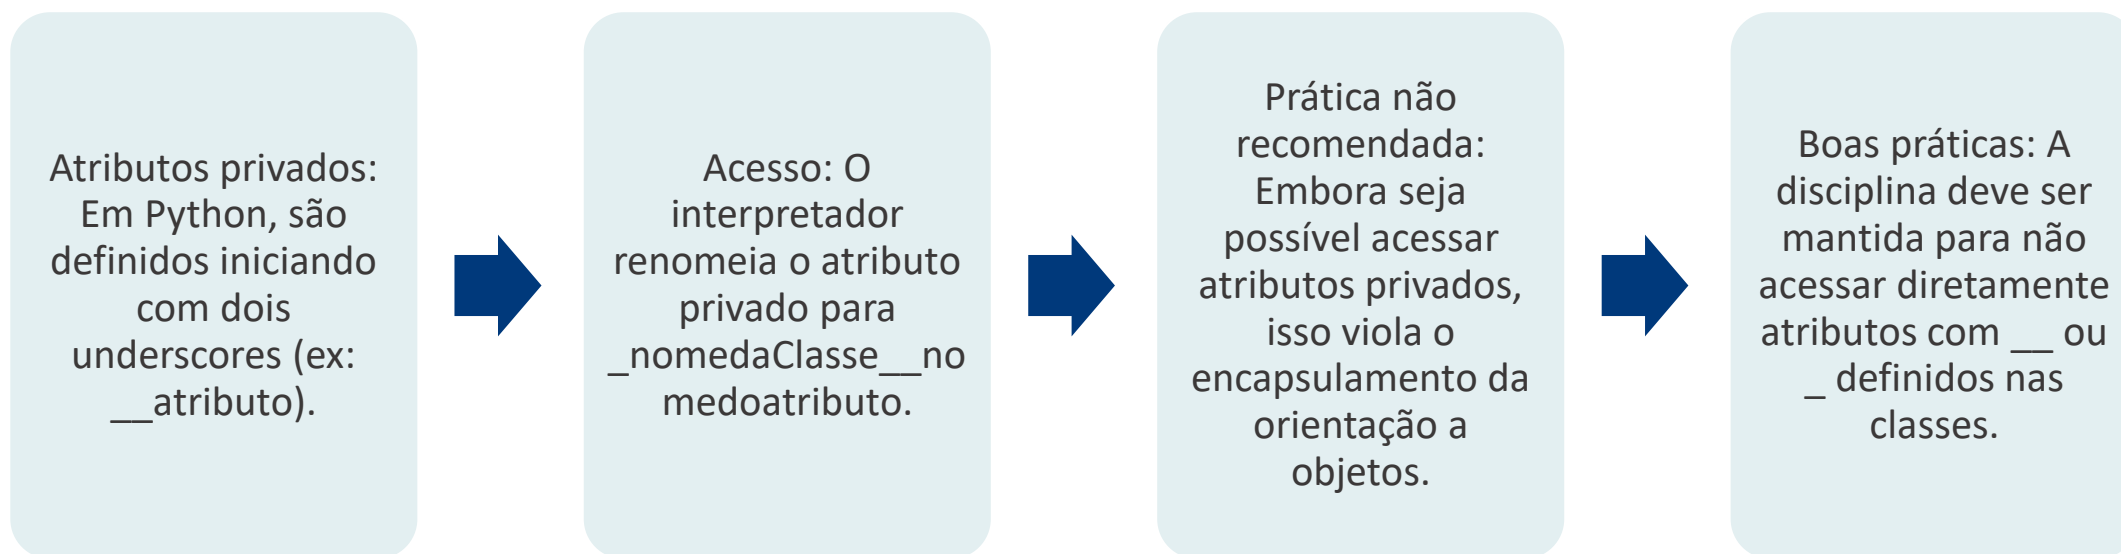 Atributos privados:
Em Python, são
definidos iniciando
com dois
underscores (ex:
__atributo).
Acesso: O
interpretador
renomeia o atributo
privado para
_nomedaClasse__no
medoatributo.
Prática não
recomendada:
Embora seja
possível acessar
atributos privados,
isso viola o
encapsulamento da
orientação a
objetos.
Boas práticas: A
disciplina deve ser
mantida para não
acessar diretamente
atributos com __ ou
_ definidos nas
classes.